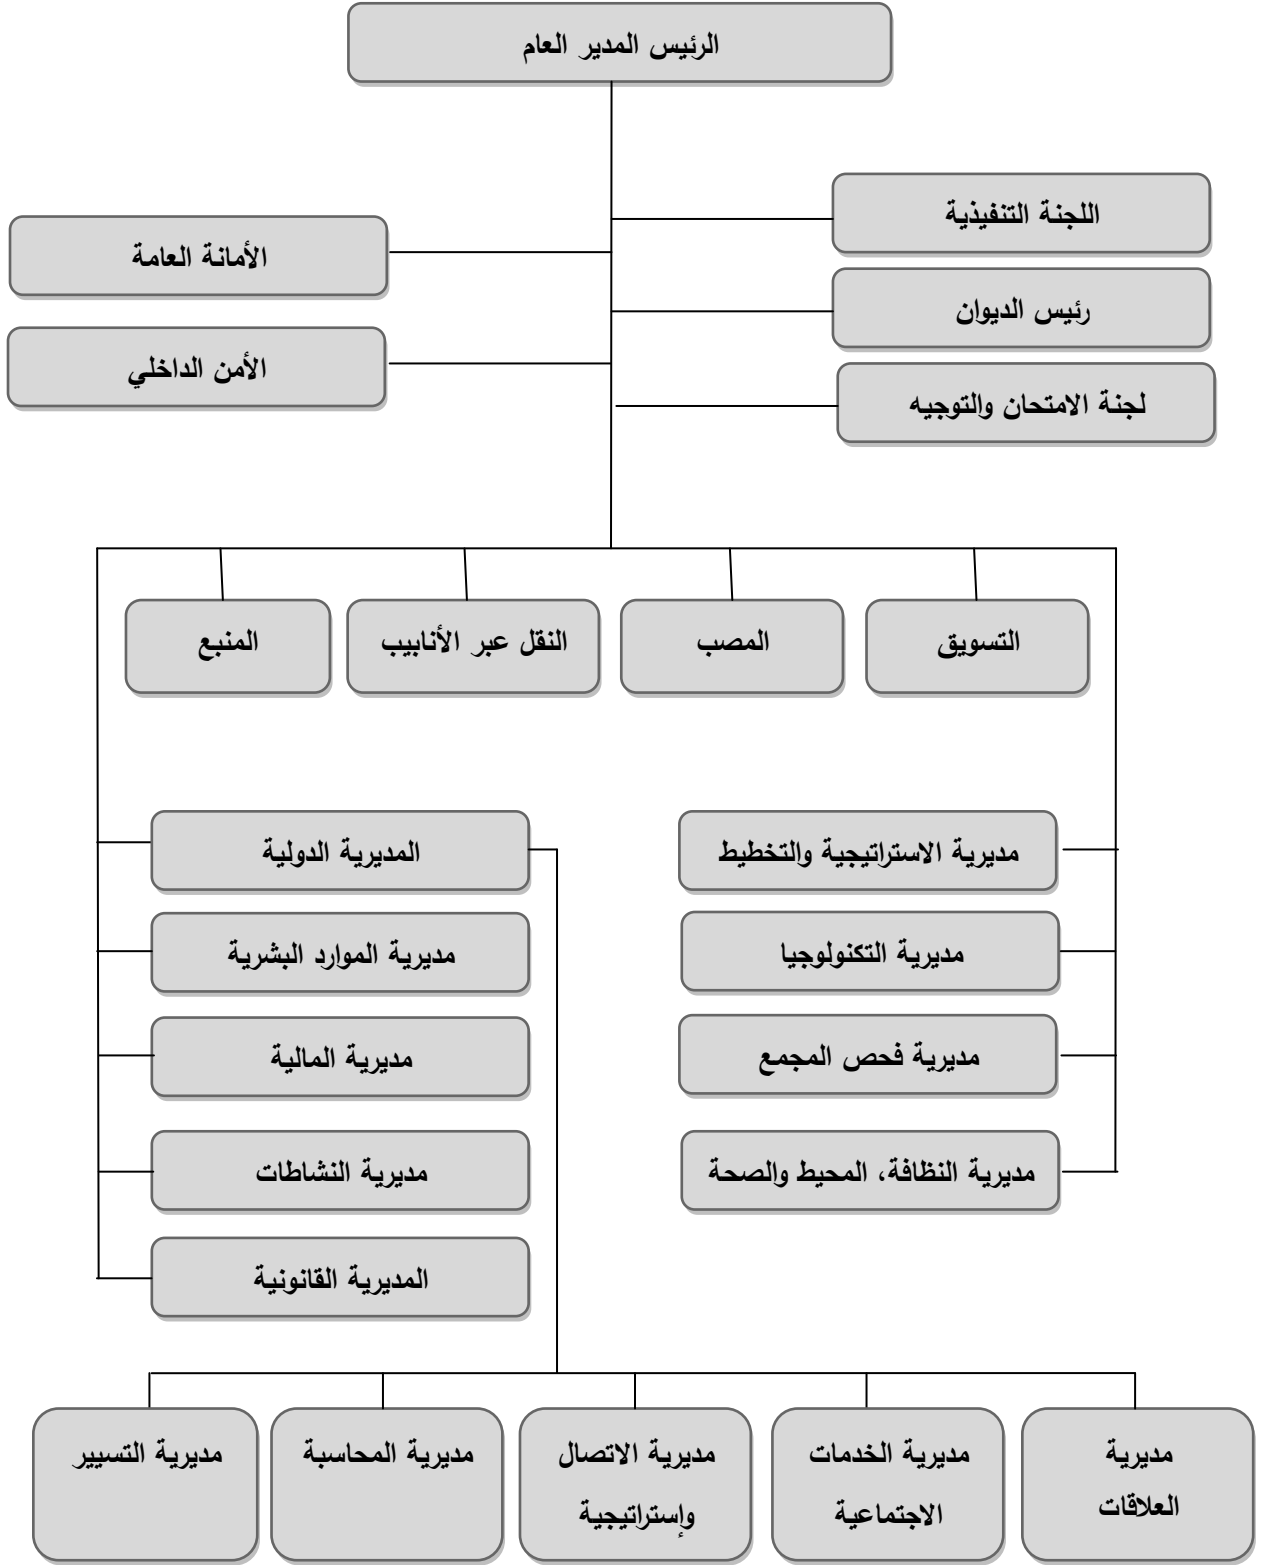 الرئيس المدير العام
اللجنة التنفيذية
الأمانة العامة
رئيس الديوان
الأمن الداخلي
لجنة الامتحان والتوجيه
التسويق
المصب
النقل عبر الأنابيب
المنبع
مديرية الاستراتيجية والتخطيط
المديرية الدولية
مديرية التكنولوجيا
مديرية الموارد البشرية
مديرية فحص المجمع
مديرية المالية
مديرية النظافة، المحيط والصحة
مديرية النشاطات
المديرية القانونية
مديرية
العلاقات
مديرية الخدمات
الاجتماعية
مديرية الاتصال
وإستراتيجية
مديرية المحاسبة
مديرية التسيير